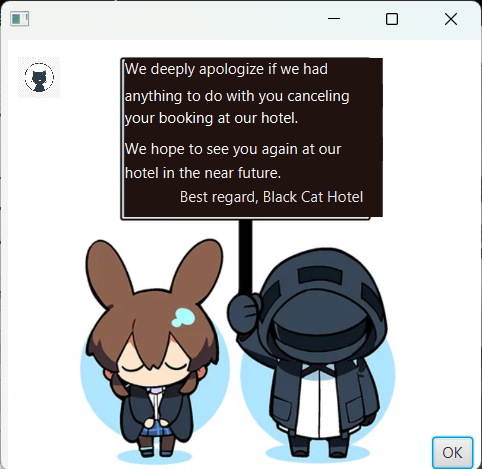 We deeply apologize if we had
anything to do with you canceling
your booking at our hotel.
We hope to see you again at our
hotel in the near future.
Best regard, Black Cat Hotel
OK